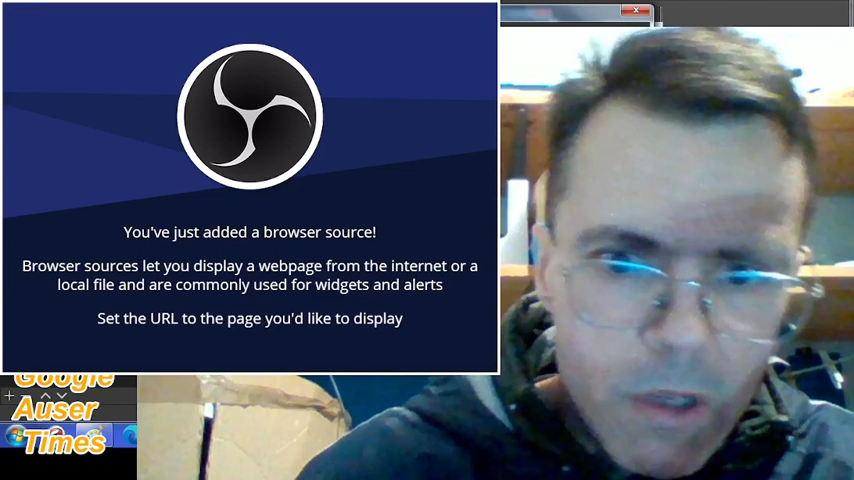 You've just added a browser source!
Browser sources let you display a webpage from the internet or a
local file and are commonly used for widgets and alerts
Set the URL to the page you'd like to display
Google
Auser
Times